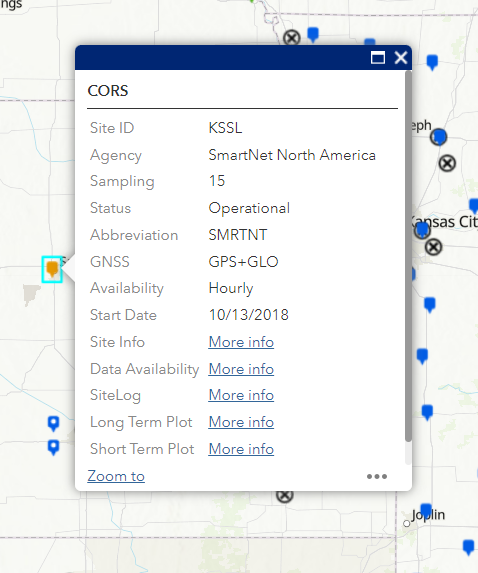 ngs
CORS
Site ID KSSL
Agency SmartNet North America
Sampling 15
Status Operational
Abbreviation SMRTNT
GNSS GPS+GLO
Availability Hourly
Start Date 10/13/2018
Site Info More info
Data Availability More info
SiteLog More info
Long Term Plot More info
Short Term Plot More info
Zoom to
eph
Kansas City
Joplin